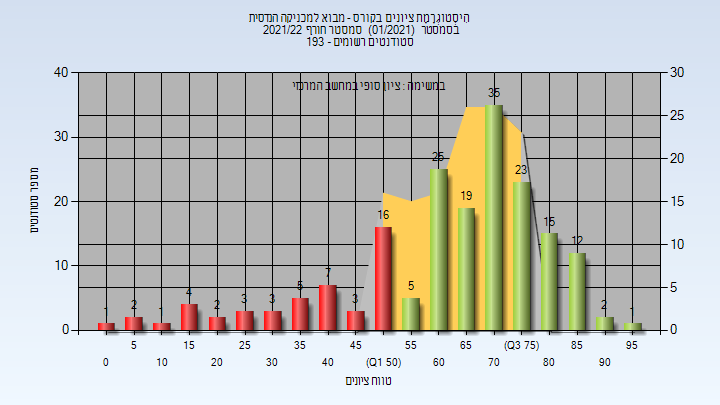 היסטוגרמת ציונים בקורס - מבוא למכניקה הנדסית
בסמסטר (01/2021) סמסטר חורף 2021/22
סטודנטים רשומים - 193
במשימה : ציון סופי במחשב המרכזי
מספר סטודנטים
40
30
20
10
0
30
25
20
15
10
5
0
1 2 1 4 2 3 3 5 7 3 16 5 25 19 35 23 15 12 2 1
5 15 25 35 45 55 65 (Q3 75) 85 95
0 10 20 30 40 (Q1 50) 60 70 80 90
טווח ציונים